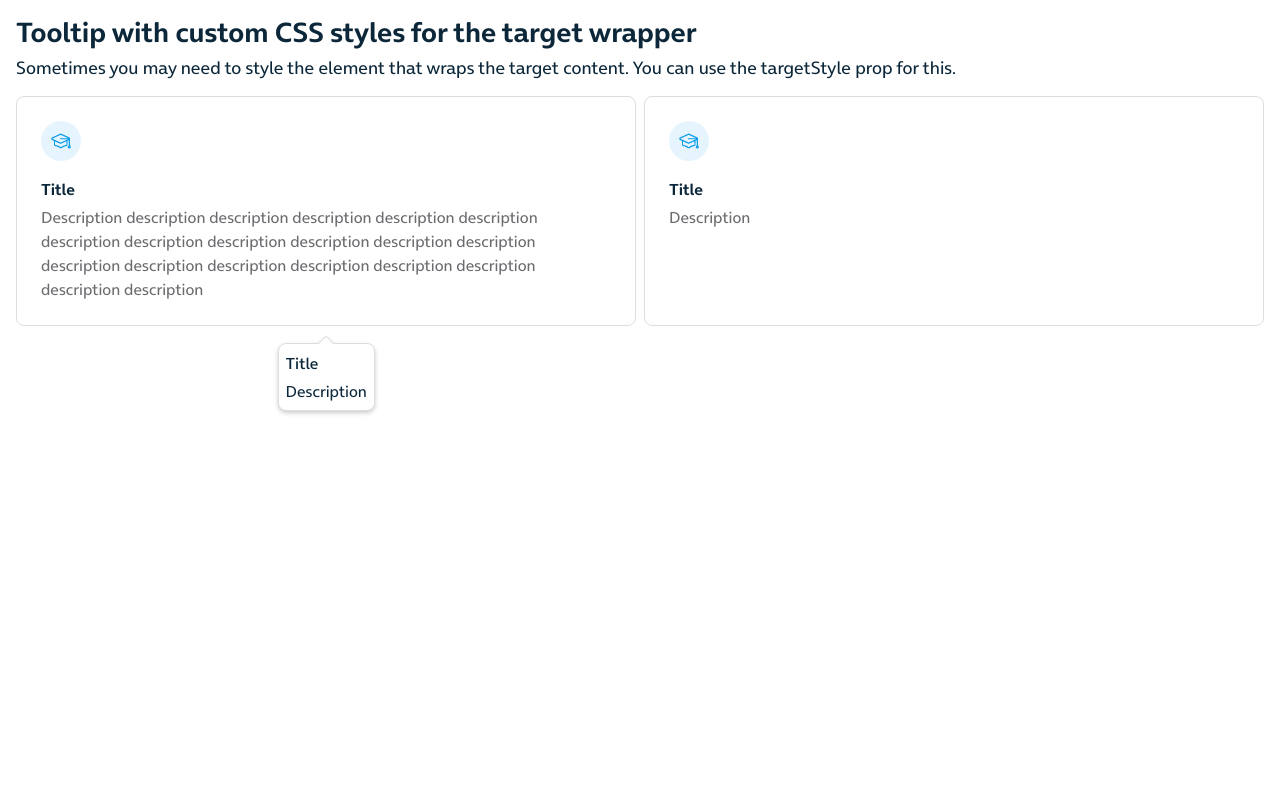 Tooltip with custom CSS styles for the target wrapper
Sometimes you may need to style the element that wraps the target content. You can use the targetStyle prop for this.
Title
Description description description description description description
description description description description description description
description description description description description description
description description
Title
Description
Title
Description